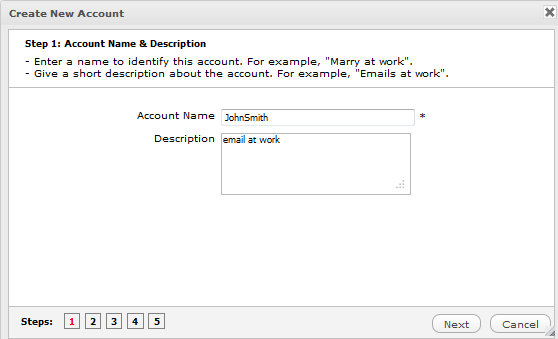 Create New Account
Step 1: Account Name & Description
- Enter a name to identify this account. For example, "Marry at work".
- Give a short description about the account. For example, "Emails at work".
Account Name JohnSmith *
Description email at work
Steps: 1 2 3 4 5 Next Cancel